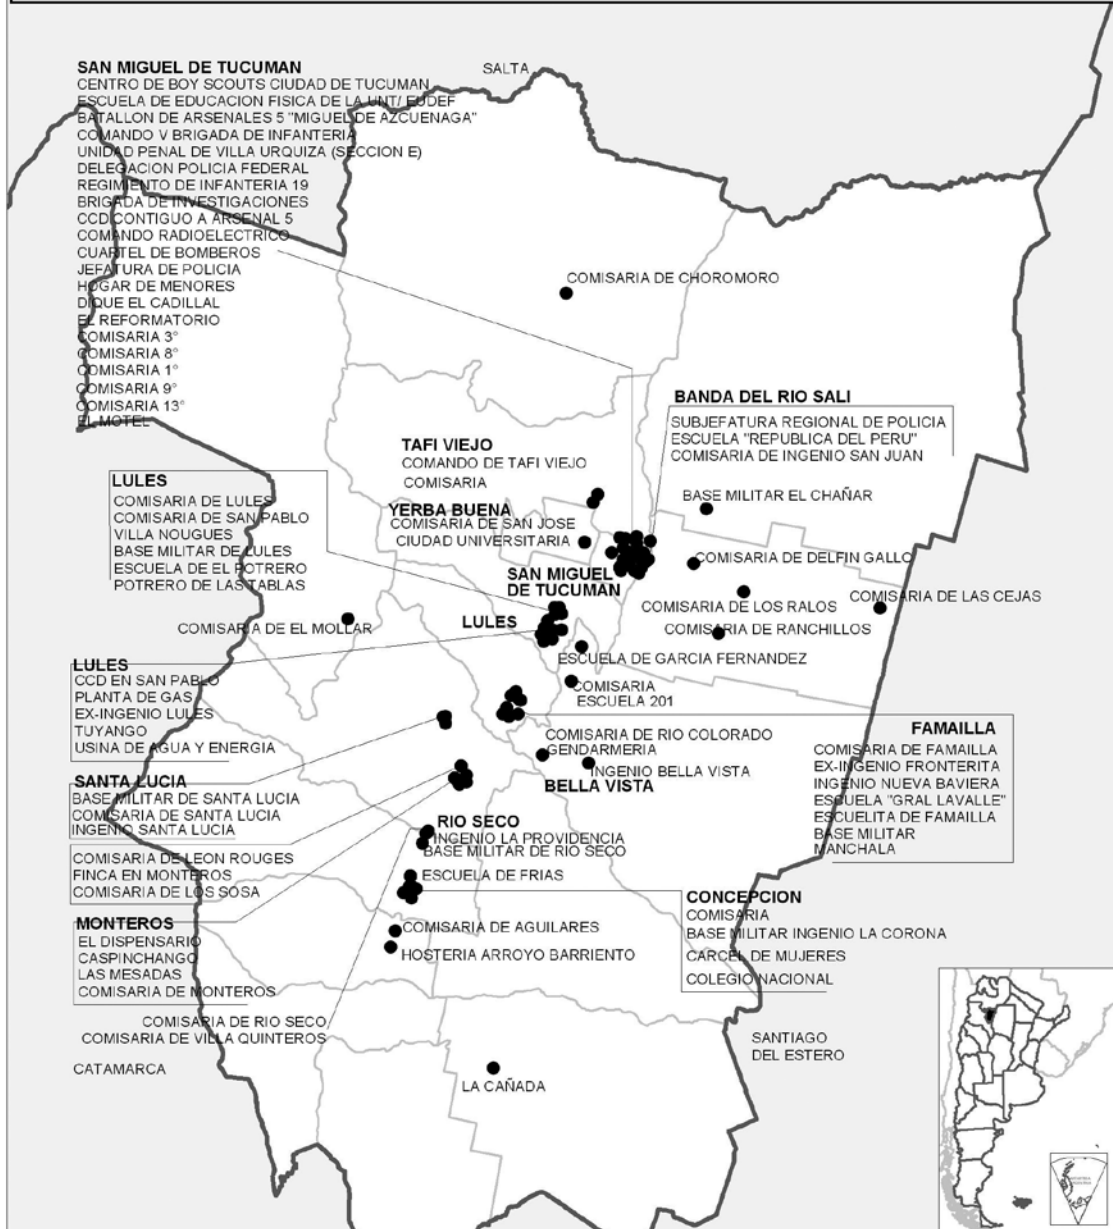 SAN MIGUEL DE TUCUMAN
CENTRO DE BOY SCOUTS CIUDAD DE TUCUMAN
ESCUELA DE EDUCACION FISICA DE LA UNT/ EUDEF
BATALLON DE ARSENALES 5 "MIGUEL DE AZCUENAGA"
COMANDO V BRIGADA DE INFANTERIA
UNIDAD PENAL DE VILLA URQUIZA (SECCION E)
DELEGACION POLICIA FEDERAL
REGIMIENTO DE INFANTERIA 19
BRIGADA DE INVESTIGACIONES
CCD CONTIGUO A ARSENAL 5
COMANDO RADIOELECTRICO
CUARTEL DE BOMBEROS
JEFATURA DE POLICIA
HOGAR DE MENORES
DIQUE EL CADILLAL
EL REFORMATORIO
COMISARIA 3°
COMISARIA 8°
COMISARIA 1°
COMISARIA 9°
COMISARIA 13°
EL MOTEL
SALTA
COMISARIA DE CHOROMORO
BANDA DEL RIO SALI
SUBJEFATURA REGIONAL DE POLICIA
ESCUELA "REPUBLICA DEL PERU"
COMISARIA DE INGENIO SAN JUAN
TAFI VIEJO
COMANDO DE TAFI VIEJO
COMISARIA
YERBA BUENA
COMISARIA DE SAN JOSE
CIUDAD UNIVERSITARIA
BASE MILITAR EL CHAÑAR
LULES
COMISARIA DE LULES
COMISARIA DE SAN PABLO
VILLA NOUGUES
BASE MILITAR DE LULES
ESCUELA DE EL POTRERO
POTRERO DE LAS TABLAS
COMISARIA DE DELFIN GALLO
SAN MIGUEL
DE TUCUMAN
COMISARIA DE LOS RALOS
COMISARIA DE LAS CEJAS
COMISARIA DE EL MOLLAR
LULES
COMISARIA DE RANCHILLOS
ESCUELA DE GARCIA FERNANDEZ
LULES
CCD EN SAN PABLO
PLANTA DE GAS
EX-INGENIO LULES
TUYANGO
USINA DE AGUA Y ENERGIA
COMISARIA
ESCUELA 201
COMISARIA DE RIO COLORADO
GENDARMERIA
INGENIO BELLA VISTA
BELLA VISTA
FAMAILLA
COMISARIA DE FAMAILLA
EX-INGENIO FRONTERITA
INGENIO NUEVA BAVIERA
ESCUELA "GRAL LAVALLE"
ESCUELITA DE FAMAILLA
BASE MILITAR
MANCHALA
SANTA LUCIA
BASE MILITAR DE SANTA LUCIA
COMISARIA DE SANTA LUCIA
INGENIO SANTA LUCIA
RIO SECO
INGENIO LA PROVIDENCIA
BASE MILITAR DE RIO SECO
COMISARIA DE LEON ROUGES
FINCA EN MONTEROS
COMISARIA DE LOS SOSA
ESCUELA DE FRIAS
CONCEPCION
COMISARIA
BASE MILITAR INGENIO LA CORONA
CARCEL DE MUJERES
COLEGIO NACIONAL
MONTEROS
EL DISPENSARIO
CASPINCHANGO
LAS MESADAS
COMISARIA DE MONTEROS
COMISARIA DE AGUILARES
HOSTERIA ARROYO BARRIENTO
COMISARIA DE RIO SECO
COMISARIA DE VILLA QUINTEROS
CATAMARCA
SANTIAGO
DEL ESTERO
LA CAÑADA